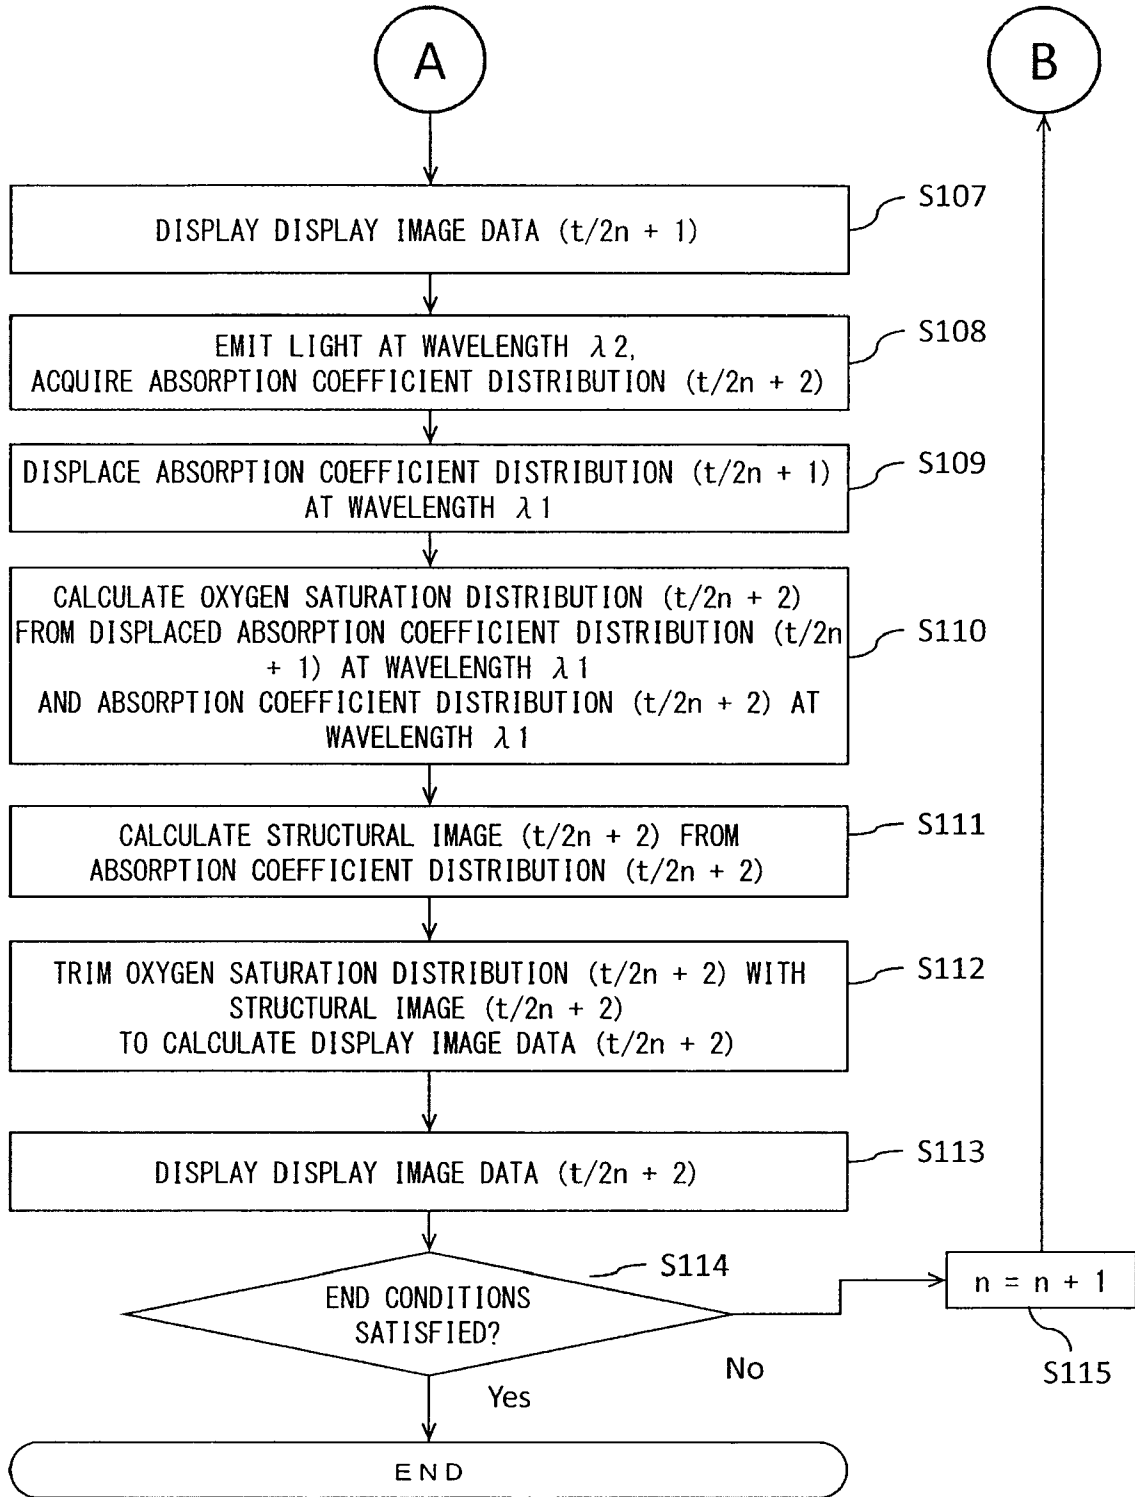 A
B
DISPLAY DISPLAY IMAGE DATA (t/2n + 1)
S107
EMIT LIGHT AT WAVELENGTH λ2,
ACQUIRE ABSORPTION COEFFICIENT DISTRIBUTION (t/2n + 2)
S108
DISPLACE ABSORPTION COEFFICIENT DISTRIBUTION (t/2n + 1)
AT WAVELENGTH λ1
S109
CALCULATE OXYGEN SATURATION DISTRIBUTION (t/2n + 2)
FROM DISPLACED ABSORPTION COEFFICIENT DISTRIBUTION (t/2n
+ 1) AT WAVELENGTH λ1
AND ABSORPTION COEFFICIENT DISTRIBUTION (t/2n + 2) AT
WAVELENGTH λ1
S110
CALCULATE STRUCTURAL IMAGE (t/2n + 2) FROM
ABSORPTION COEFFICIENT DISTRIBUTION (t/2n + 2)
S111
TRIM OXYGEN SATURATION DISTRIBUTION (t/2n + 2) WITH
STRUCTURAL IMAGE (t/2n + 2)
TO CALCULATE DISPLAY IMAGE DATA (t/2n + 2)
S112
DISPLAY DISPLAY IMAGE DATA (t/2n + 2)
S113
END CONDITIONS
SATISFIED?
S114
n = n + 1
S115
No
Yes
END